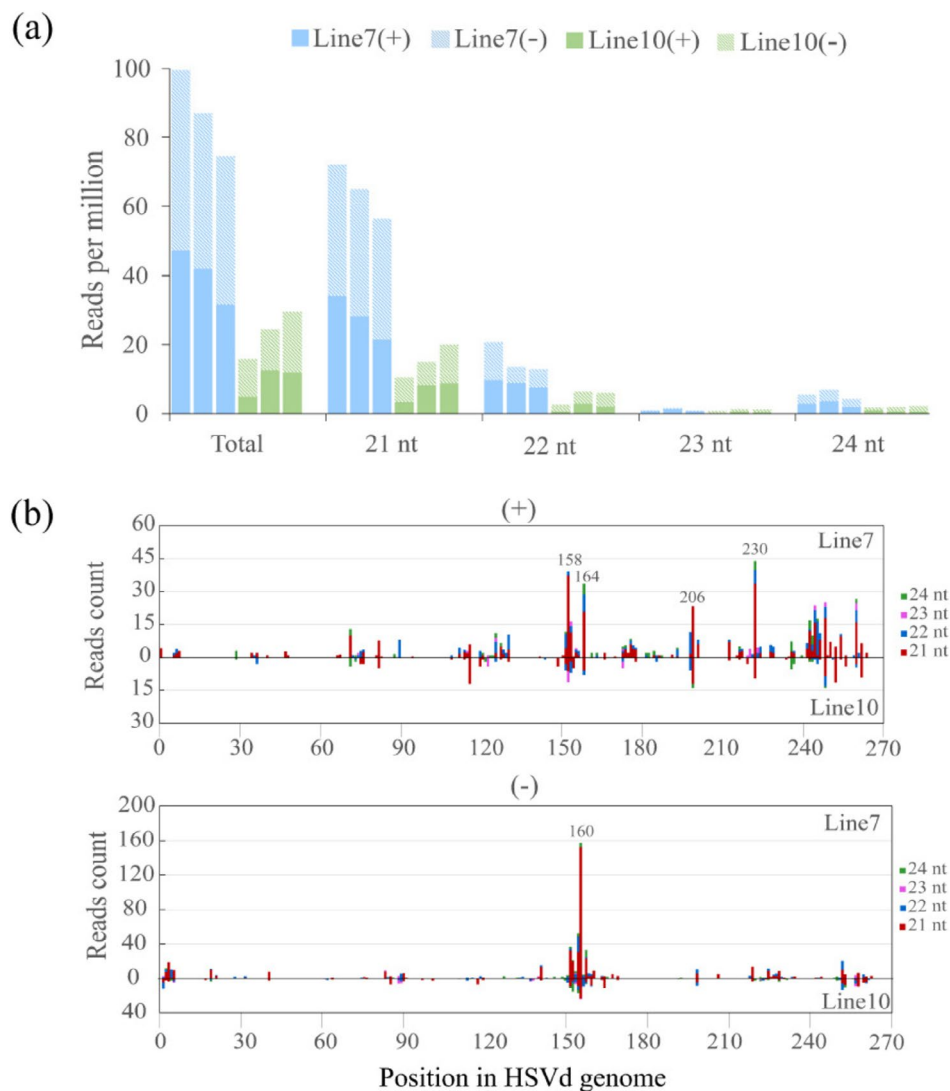 (a)
Line7(+) Line7(-) Line10(+) Line10(-)
Reads per million
100
80
60
40
20
0
Total 21 nt 22 nt 23 nt 24 nt
(b)
(+)
Reads count
60
45
30
15
0
15
30
Line7
158
164
206
230
24 nt
23 nt
22 nt
21 nt
Line10
0 30 60 90 120 150 180 210 240 270
(-)
Reads count
200
160
120
80
40
0
40
Line7
160
24 nt
23 nt
22 nt
21 nt
Line10
0 30 60 90 120 150 180 210 240 270
Position in HSVd genome